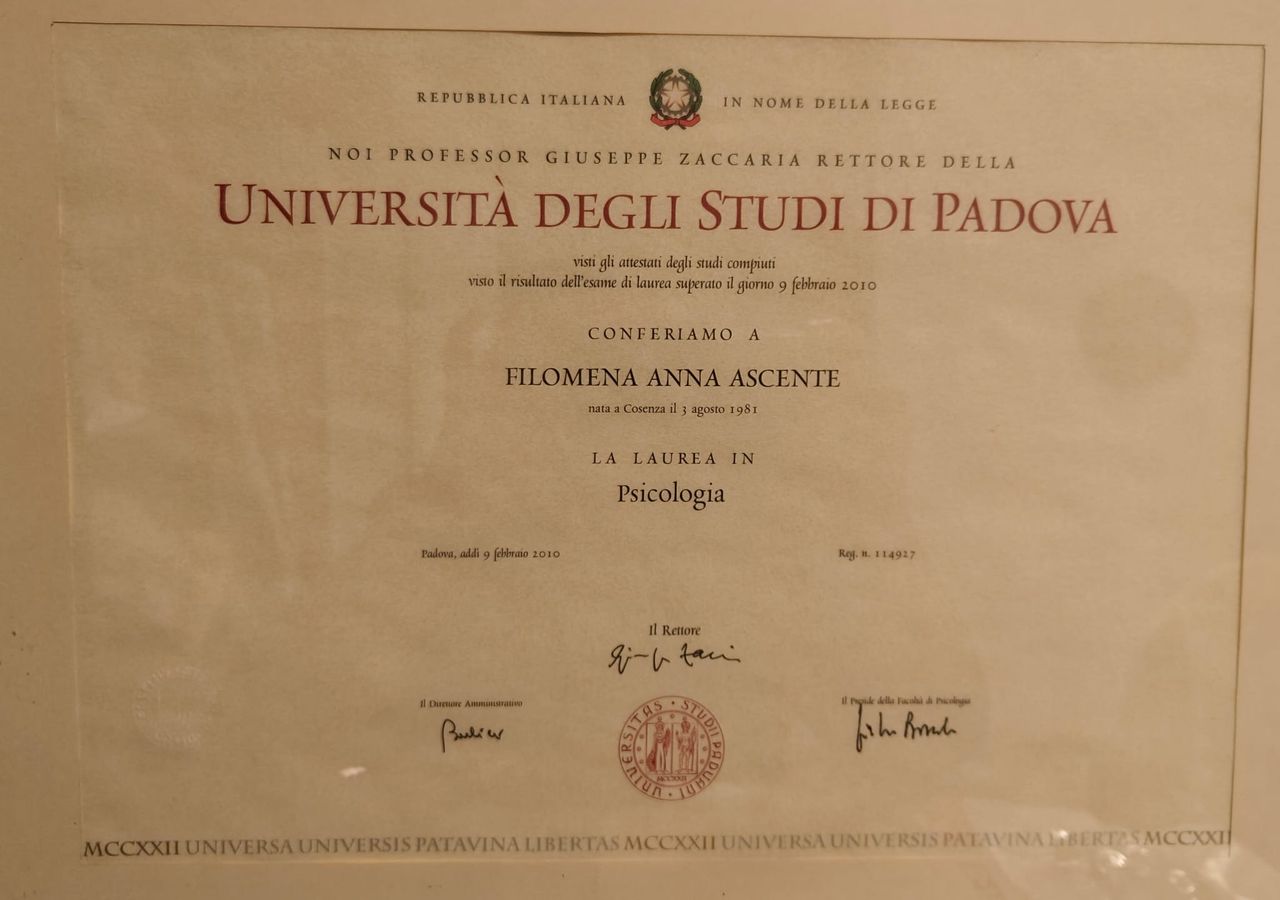 REPUBBLICA ITALIANA IN NOME DELLA LEGGE
NOI PROFESSOR GIUSEPPE ZACCARIA RETTORE DELLA
UNIVERSITÀ DEGLI STUDI DI PADOVA
visti gli attestati degli studi compiuti
visto il risultato dell'esame di laurea superato il giorno 9 febbraio 2010
CONFERIAMO A
FILOMENA ANNA ASCENTE
nata a Cosenza il 3 agosto 1981
LA LAUREA IN
Psicologia
Padova, addì 9 febbraio 2010 Reg. n. 114927
Il Rettore
Il Direttore Amministrativo Il Preside della Facoltà di Psicologia
UNIVERSITAS · STUDII PADUANI ·
MCCXXII
MCCXXII UNIVERSA UNIVERSIS PATAVINA LIBERTAS MCCXXII UNIVERSA UNIVERSIS PATAVINA LIBERTAS MCCXXII